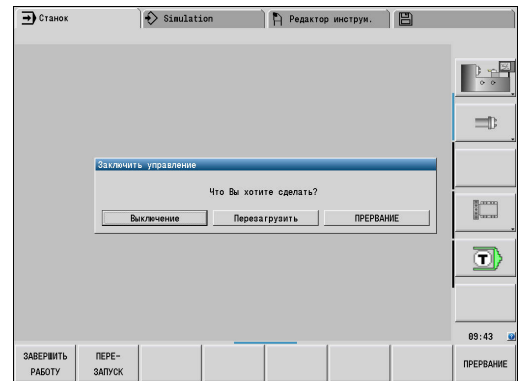 Станок
Simulation
Редактор инструм.
Заключить управление
Что Вы хотите сделать?
Выключение Перезагрузить ПРЕРВАНИЕ
T
09:43
ЗАВЕРШИТЬ РАБОТУ
ПЕРЕ- ЗАПУСК
ПРЕРВАНИЕ